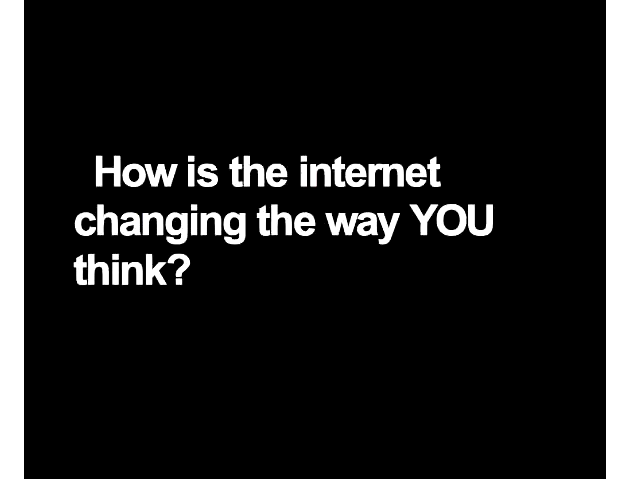 How is the internet
changing the way YOU
think?